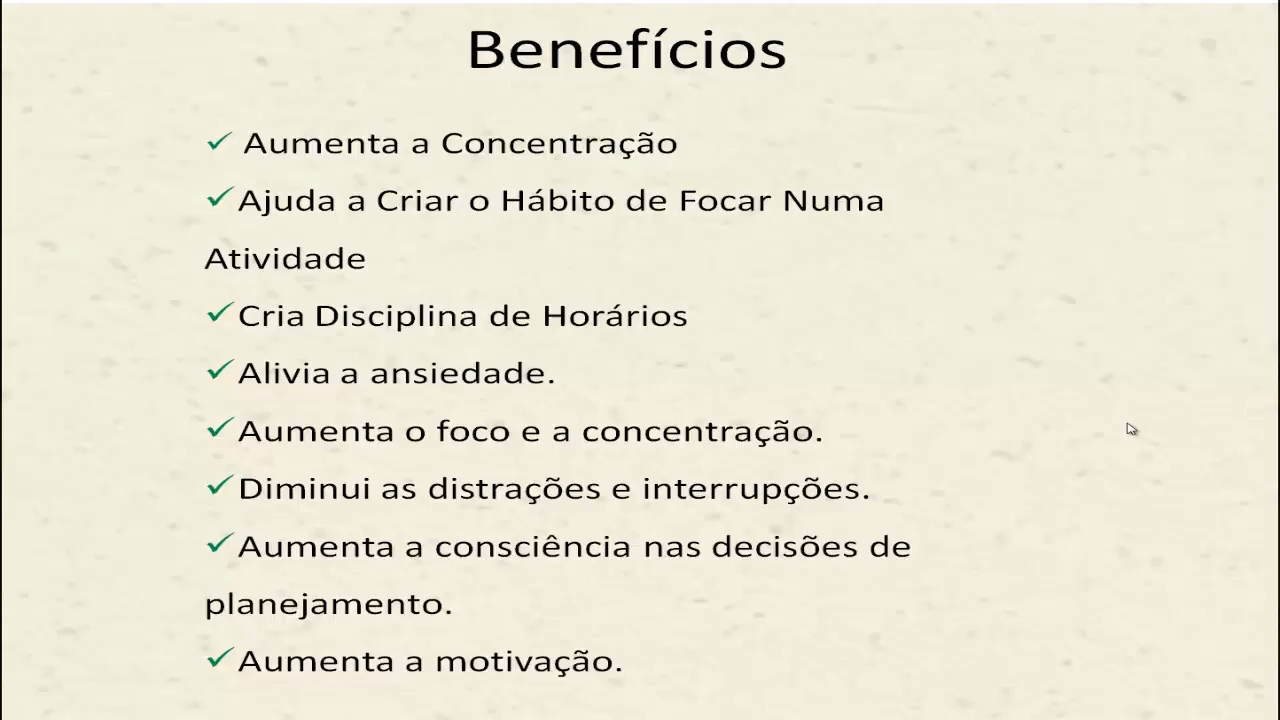 Benefícios
✓ Aumenta a Concentração
✓Ajuda a Criar o Hábito de Focar Numa
Atividade
✓Cria Disciplina de Horários
✓Alivia a ansiedade.
✓Aumenta o foco e a concentração.
✓Diminui as distrações e interrupções.
✓Aumenta a consciência nas decisões de
planejamento.
✓Aumenta a motivação.